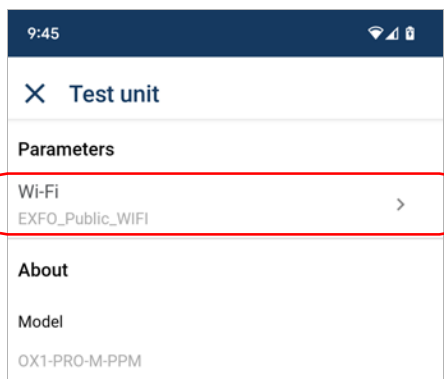 9:45
Test unit
Parameters
Wi-Fi
EXFO_Public_WIFI
About
Model
OX1-PRO-M-PPM